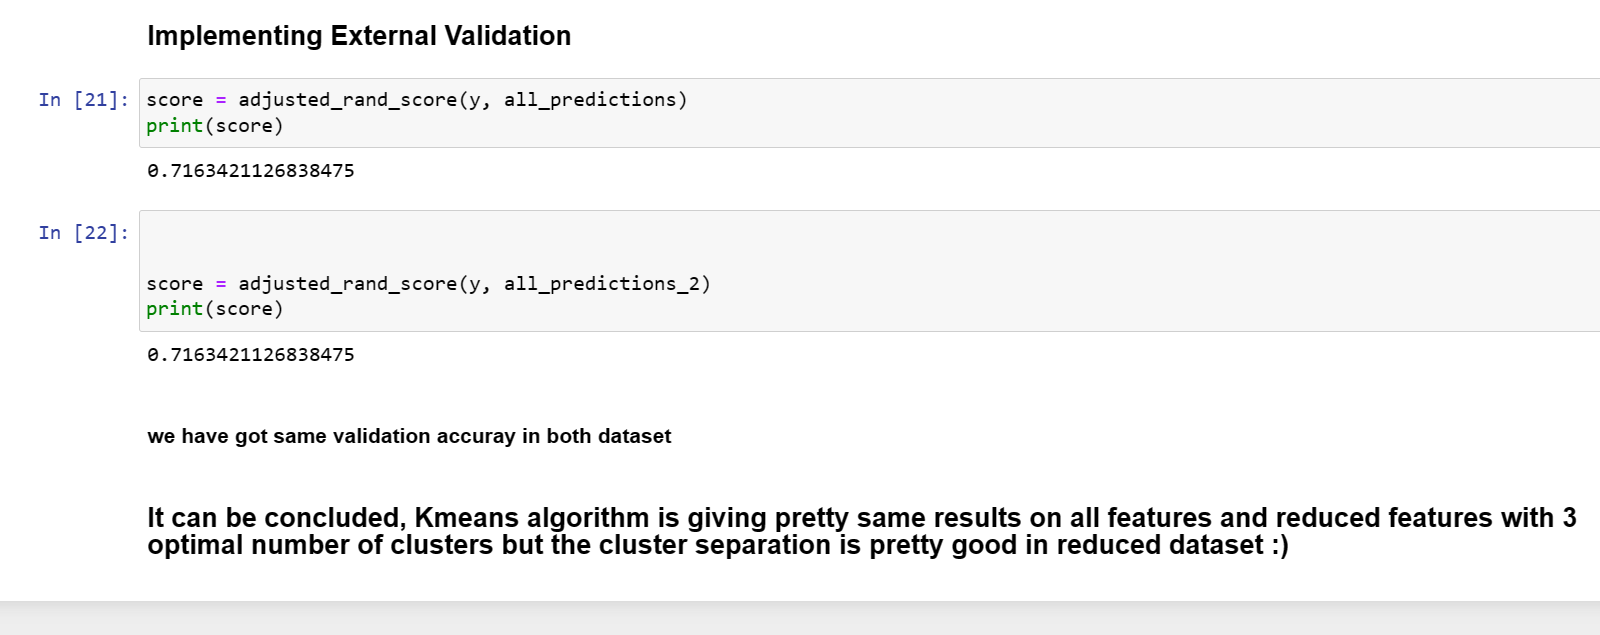 Implementing External Validation
In [21]: score = adjusted_rand_score(y, all_predictions)
print(score)
0.7163421126838475
In [22]:
score = adjusted_rand_score(y, all_predictions_2)
print(score)
0.7163421126838475
we have got same validation accuray in both dataset
It can be concluded, Kmeans algorithm is giving pretty same results on all features and reduced features with 3
optimal number of clusters but the cluster separation is pretty good in reduced dataset :)